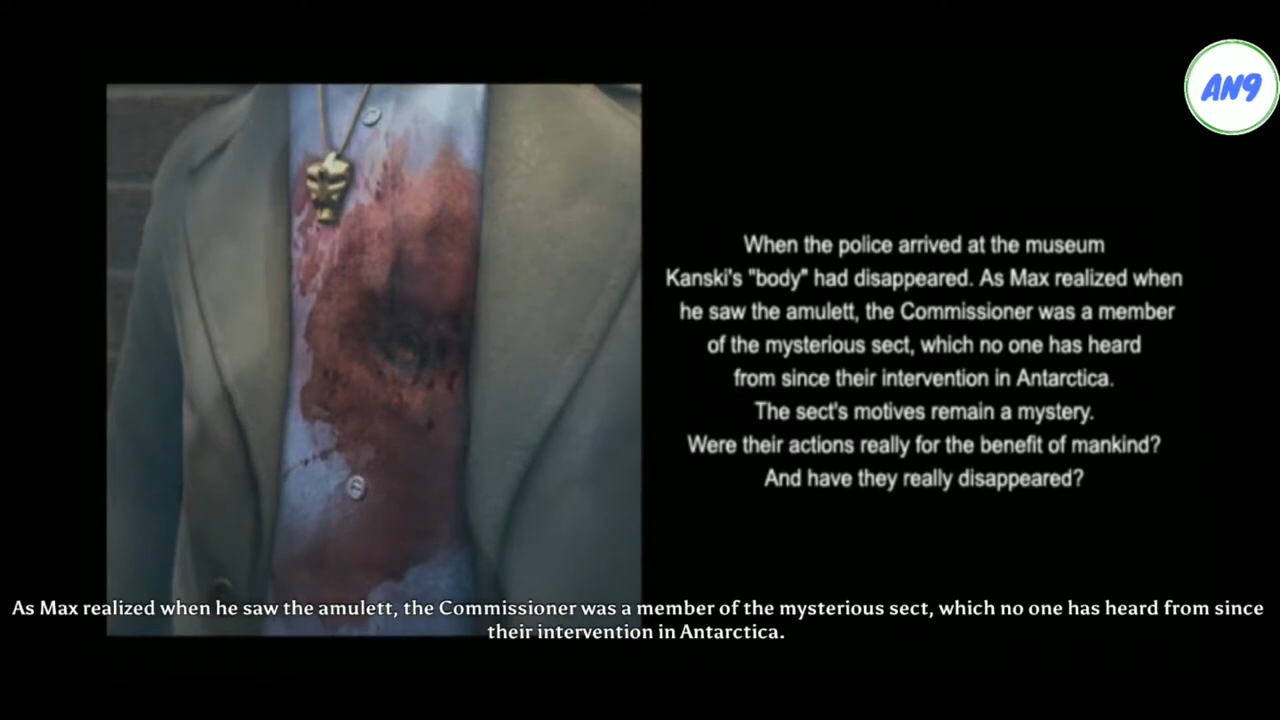 AN9
When the police arrived at the museum
Kanski's "body" had disappeared. As Max realized when
he saw the amulett, the Commissioner was a member
of the mysterious sect, which no one has heard
from since their intervention in Antarctica.
The sect's motives remain a mystery.
Were their actions really for the benefit of mankind?
And have they really disappeared?
As Max realized when he saw the amulett, the Commissioner was a member of the mysterious sect, which no one has heard from since
their intervention in Antarctica.